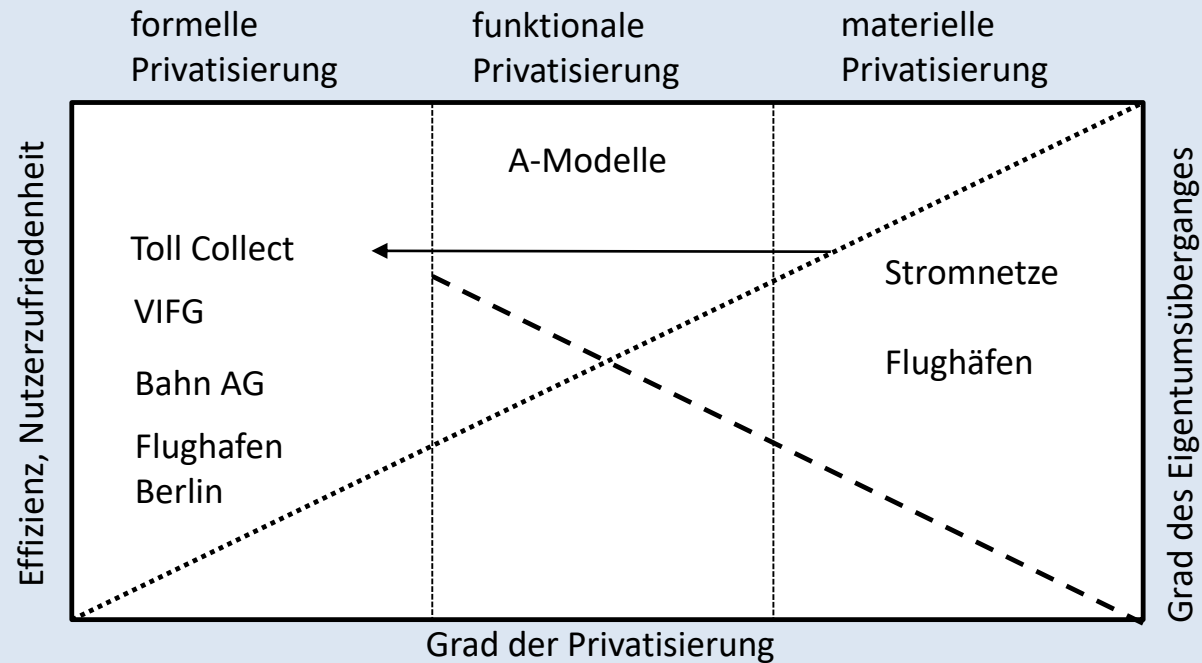 formelle
Privatisierung
funktionale
Privatisierung
materielle
Privatisierung
Effizienz, Nutzerzufriedenheit
A-Modelle
Toll Collect
VIFG
Bahn AG
Flughafen
Berlin
Stromnetze
Flughäfen
Grad des Eigentumsüberganges
Grad der Privatisierung